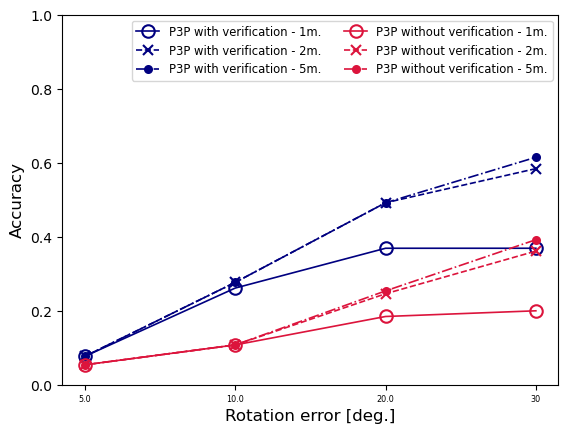 P3P with verification - 1m.
P3P with verification - 2m.
P3P with verification - 5m.
P3P without verification - 1m.
P3P without verification - 2m.
P3P without verification - 5m.
1.0
0.8
0.6
0.4
0.2
0.0
Accuracy
5.0 10.0 20.0 30
Rotation error [deg.]